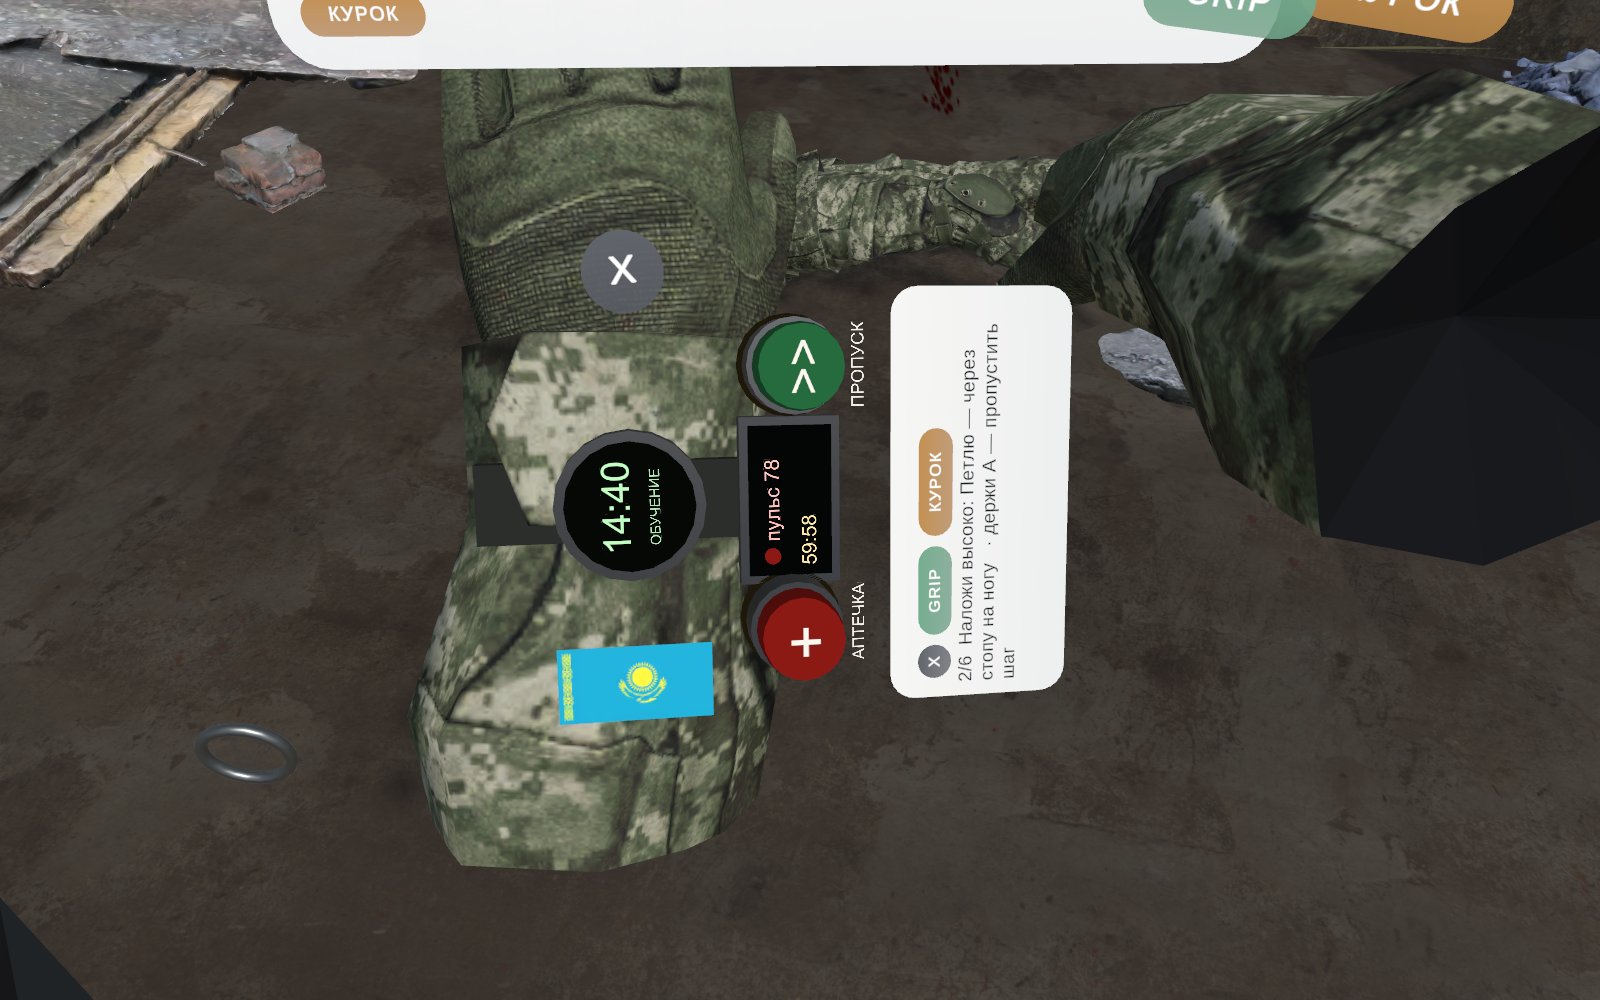 КУРОК
GRIP
X
>>
ПРОПУСК
14:40
ОБУЧЕНИЕ
пульс 78
59:58
+
АПТЕЧКА
X GRIP КУРОК
2/6 Наложи высоко: Петлю — через
стопу на ногу · держи A — пропустить
шаг